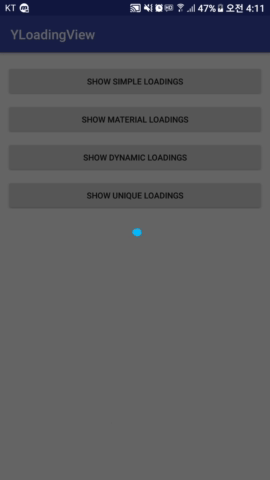 KT 47% 오전 4:11
YLoadingView
SHOW SIMPLE LOADINGS
SHOW MATERIAL LOADINGS
SHOW DYNAMIC LOADINGS
SHOW UNIQUE LOADINGS